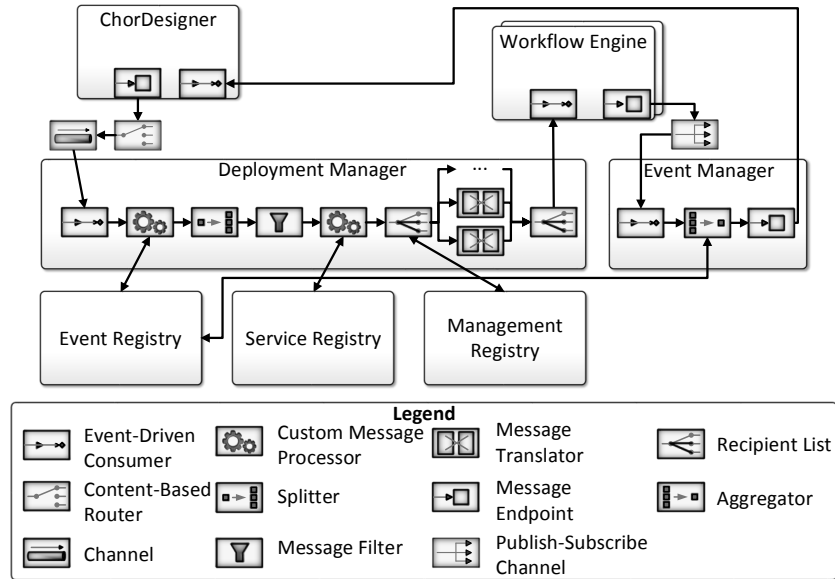 ChorDesigner
Workflow Engine
Deployment Manager
...
Event Manager
Event Registry
Service Registry
Management
Registry
Legend
Event-Driven
Consumer
Custom Message
Processor
Message
Translator
Recipient List
Content-Based
Router
Splitter
Message
Endpoint
Aggregator
Channel
Message Filter
Publish-Subscribe
Channel